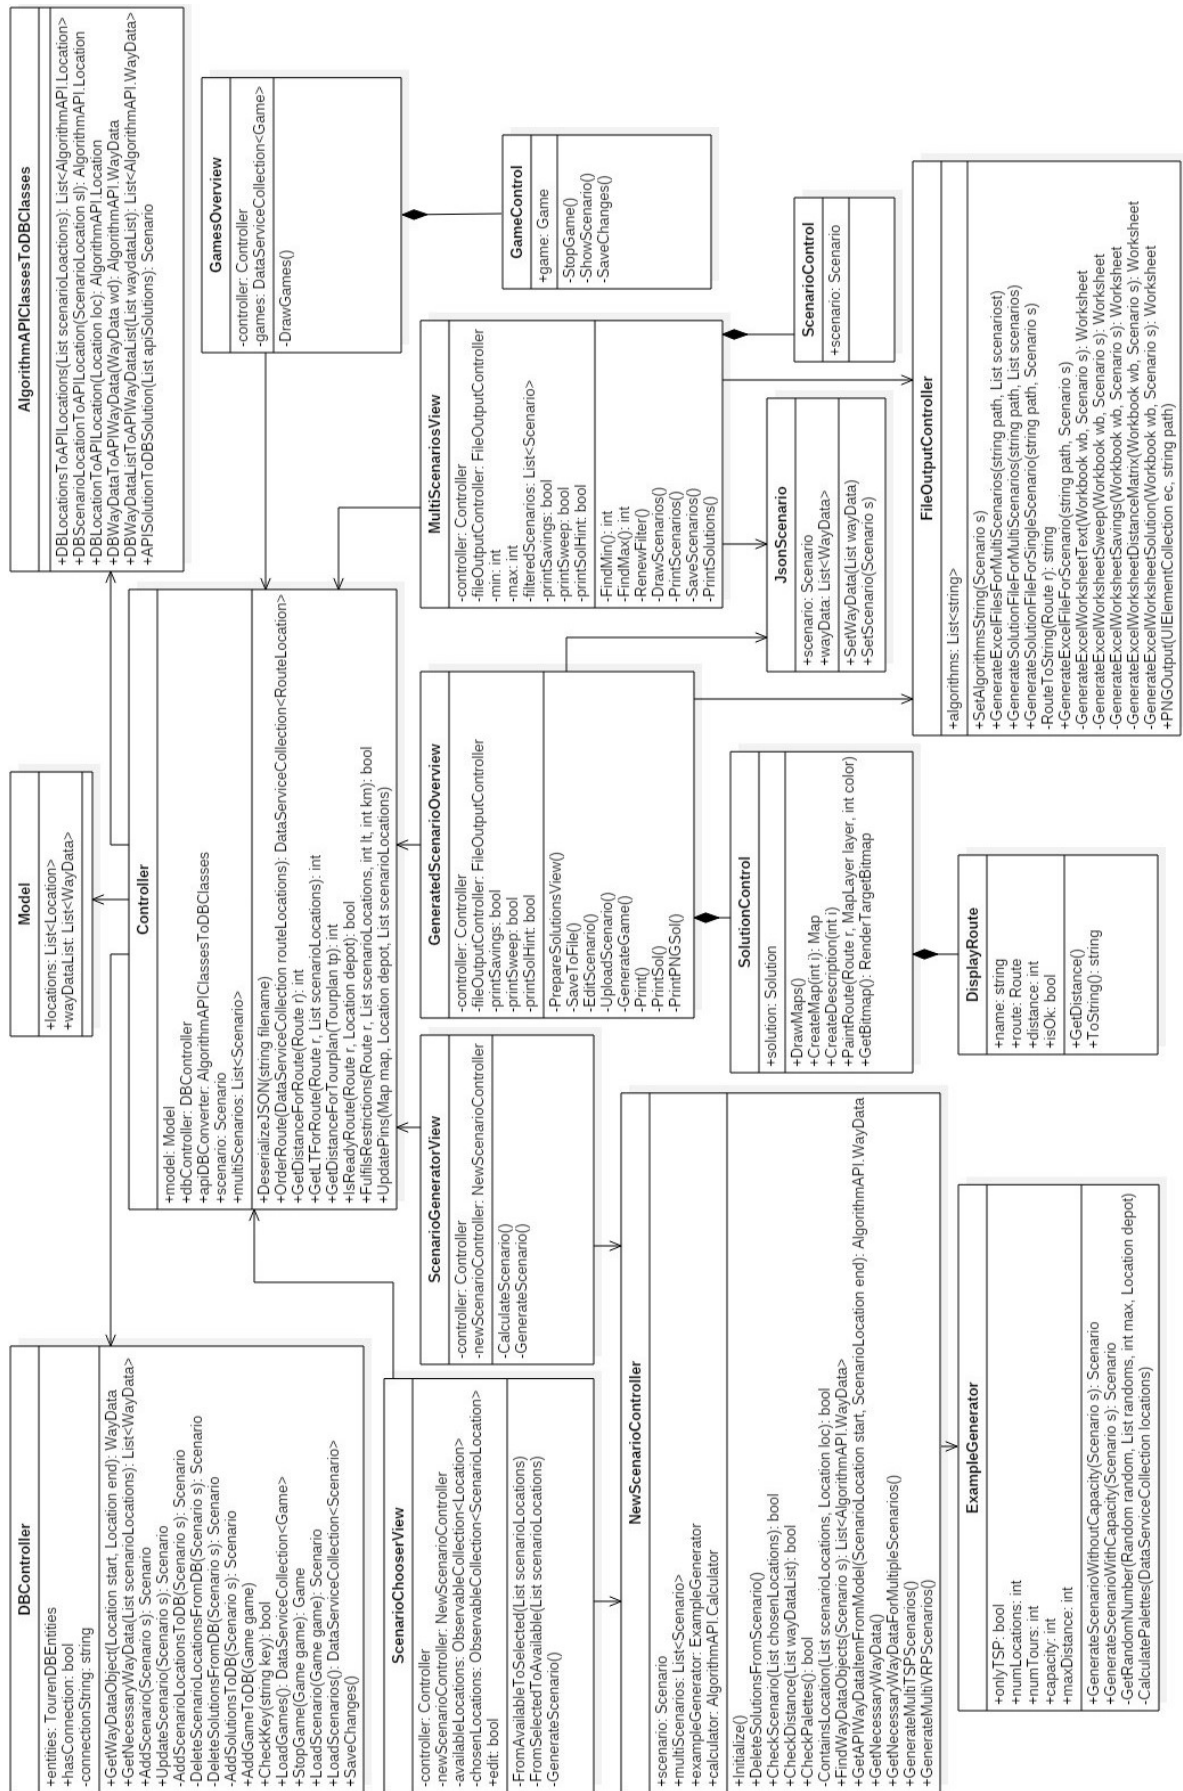 DBController
+entities: TourenDBEntities
+hasConnection: bool
-connectionString: string
+GetWayDataObject(Location start, Location end): WayData
+GetNecessaryWayData(List scenarioLocations): List<WayData>
+AddScenario(Scenario s): Scenario
+UpdateScenario(Scenario s): Scenario
-AddScenarioLocationsToDB(Scenario s): Scenario
-DeleteScenarioLocationsFromDB(Scenario s): Scenario
-DeleteSolutionsFromDB(Scenario s): Scenario
-AddSolutionsToDB(Scenario s): Scenario
+AddGameToDB(Game game)
+CheckKey(string key): bool
+LoadGames(): DataServiceCollection<Game>
+StopGame(Game game): Game
+LoadScenario(Game game): Scenario
+LoadScenarios(): DataServiceCollection<Scenario>
+SaveChanges()
Model
+locations: List<Location>
+wayDataList: List<WayData>
AlgorithmAPIClassesToDBClasses
+DBLocationsToAPILocations(List scenarioLoactions): List<AlgorithmAPI.Location>
+DBScenarioLocationToAPILocation(ScenarioLocation sl): AlgorithmAPI.Location
+DBLocationToAPILocation(Location loc): AlgorithmAPI.Location
+DBWayDataToAPIWayData(WayData wd): AlgorithmAPI.WayData
+DBWayDataListToAPIWayDataList(List waydataList): List<AlgorithmAPI.WayData>
+APISolutionToDBSolution(List apiSolutions): Scenario
Controller
+model: Model
+dbController: DBController
+apiDBConverter: AlgorithmAPIClassesToDBClasses
+scenario: Scenario
+multiScenarios: List<Scenario>
+DeserializeJSON(string filename)
+OrderRoute(DataServiceCollection routeLocations): DataServiceCollection<RouteLocation>
+GetDistanceForRoute(Route r): int
+GetLTForRoute(Route r, List scenarioLocations): int
+GetDistanceForTourplan(Tourplan tp): int
+IsReadyRoute(Route r, Location depot): bool
+FulfilsRestrictions(Route r, List scenarioLocations, int lt, int km): bool
+UpdatePins(Map map, Location depot, List scenarioLocations)
GamesOverview
-controller: Controller
-games: DataServiceCollection<Game>
-DrawGames()
ScenarioChooserView
-controller: Controller
-newScenarioController: NewScenarioController
-availableLocations: ObservableCollection<Location>
-chosenLocations: ObservableCollection<ScenarioLocation>
+edit: bool
-FromAvailableToSelected(List scenarioLocations)
-FromSelectedToAvailable(List scenarioLocations)
-GenerateScenario()
ScenarioGeneratorView
-controller: Controller
-newScenarioController: NewScenarioController
-CalculateScenario()
-GenerateScenario()
GeneratedScenarioOverview
-controller: Controller
-fileOutputController: FileOutputController
-printSavings: bool
-printSweep: bool
-printSolHint: bool
-PrepareSolutionsView()
-SaveToFile()
-EditScenario()
-UploadScenario()
-GenerateGame()
-Print()
-PrintSol()
-PrintPNGSol()
MultiScenariosView
-controller: Controller
-fileOutputController: FileOutputController
-min: int
-max: int
-filteredScenarios: List<Scenario>
-printSavings: bool
-printSweep: bool
-printSolHint: bool
-FindMin(): int
-FindMax(): int
-RenewFilter()
-DrawScenarios()
-PrintScenarios()
-SaveScenarios()
-PrintSolutions()
GameControl
+game: Game
-StopGame()
-ShowScenario()
-SaveChanges()
NewScenarioController
+scenario: Scenario
+multiScenarios: List<Scenario>
+exampleGenerator: ExampleGenerator
+calculator: AlgorithmAPI.Calculator
+Initialize()
+DeleteSolutionsFromScenario()
+CheckScenario(List chosenLocations): bool
+CheckDistance(List wayDataList): bool
+CheckPalettes(): bool
-ContainsLocation(List scenarioLocations, Location loc): bool
+FindWayDataObjects(Scenario s): List<AlgorithmAPI.WayData>
+GetAPIWayDataItemFromModel(ScenarioLocation start, ScenarioLocation end): AlgorithmAPI.WayData
+GetNecessaryWayData()
+GetNecessaryWayDataForMultipleScenarios()
+GenerateMultiTSPScenarios()
+GenerateMultiVRPScenarios()
SolutionControl
+solution: Solution
+DrawMaps()
+CreateMap(int i): Map
+CreateDescription(int i)
+PaintRoute(Route r, MapLayer layer, int color)
+GetBitmap(): RenderTargetBitmap
JsonScenario
+scenario: Scenario
+wayData: List<WayData>
+SetWayData(List wayData)
+SetScenario(Scenario s)
ScenarioControl
+scenario: Scenario
ExampleGenerator
+onlyTSP: bool
+numLocations: int
+numTours: int
+capacity: int
+maxDistance: int
+GenerateScenarioWithoutCapacity(Scenario s): Scenario
+GenerateScenarioWithCapacity(Scenario s): Scenario
-GetRandomNumber(Random random, List randoms, int max, Location depot)
-CalculatePalettes(DataServiceCollection locations)
DisplayRoute
+name: string
+route: Route
+distance: int
+isOk: bool
+GetDistance()
+ToString(): string
FileOutputController
+algorithms: List<string>
+SetAlgorithmsString(Scenario s)
+GenerateExcelFilesForMultiScenarios(string path, List scenariost)
+GenerateSolutionFileForMultiScenarios(string path, List scenarios)
+GenerateSolutionFileForSingleScenario(string path, Scenario s)
-RouteToString(Route r): string
+GenerateExcelFileForScenario(string path, Scenario s)
-GenerateExcelWorksheetText(Workbook wb, Scenario s): Worksheet
-GenerateExcelWorksheetSweep(Workbook wb, Scenario s): Worksheet
-GenerateExcelWorksheetSavings(Workbook wb, Scenario s): Worksheet
-GenerateExcelWorksheetDistanceMatrix(Workbook wb, Scenario s): Worksheet
-GenerateExcelWorksheetSolution(Workbook wb, Scenario s): Worksheet
+PNGOutput(UIElementCollection ec, string path)